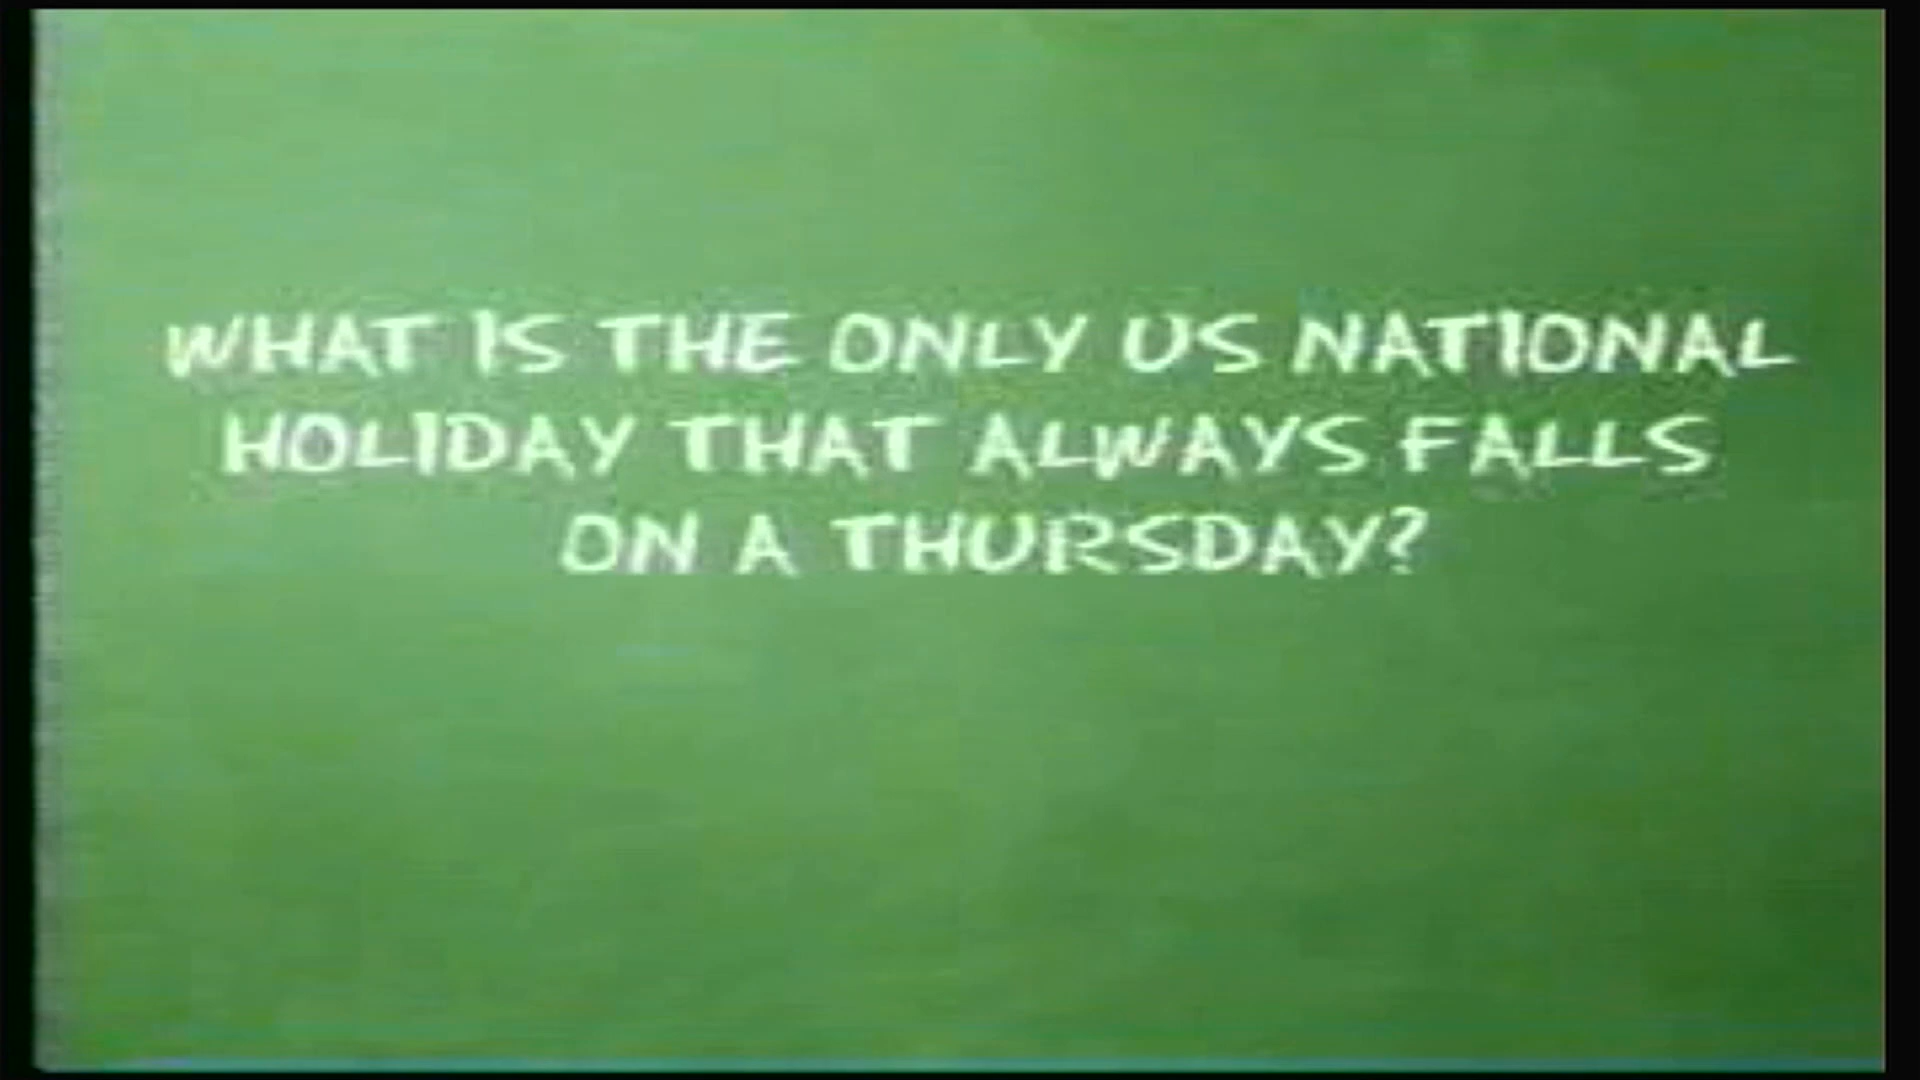 WHAT IS THE ONLY US NATIONAL
HOLIDAY THAT ALWAYS FALLS
ON A THURSDAY?